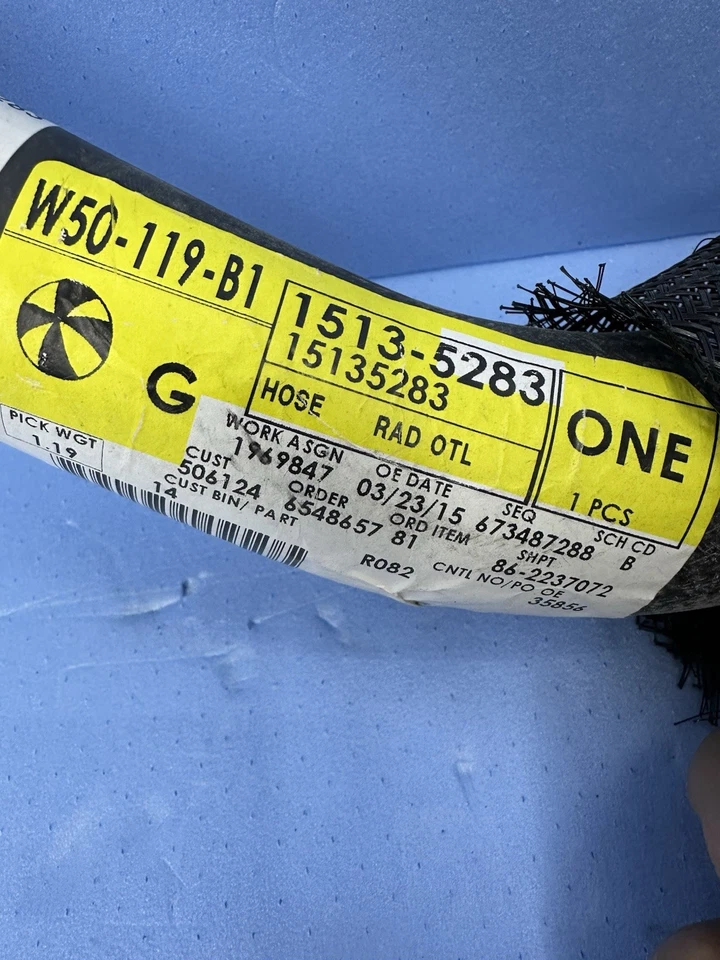 W50-119-B1
1513-5283
15135283
HOSE RAD OTL
G
ONE
1 PCS
PICK WGT
1.19
WORK ASGN OE DATE SEQ SCH CD
1969847 03/23/15 673487288 B
CUST ORDER ORD ITEM SHPT
506124 6548657 81 86-2237072
CUST BIN/ PART CNTL NO/PO OE
14 R082 35856